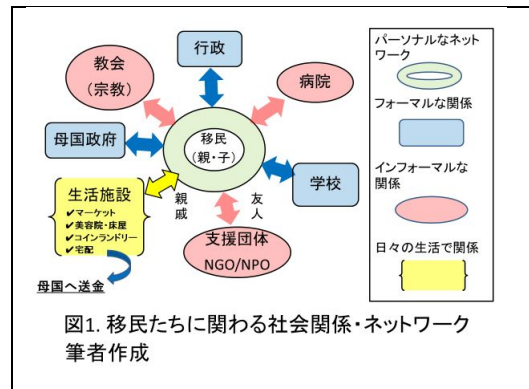 行政
教会
(宗教)
病院
母国政府
移民
(親・子)
学校
生活施設
✔マーケット
✔美容院・床屋
✔コインランドリー
✔宅配
親戚
友人
支援団体
NGO/NPO
母国へ送金
パーソナルなネット
ワーク
フォーマルな関係
インフォーマルな
関係
日々の生活で関係
図1. 移民たちに関わる社会関係・ネットワーク
筆者作成